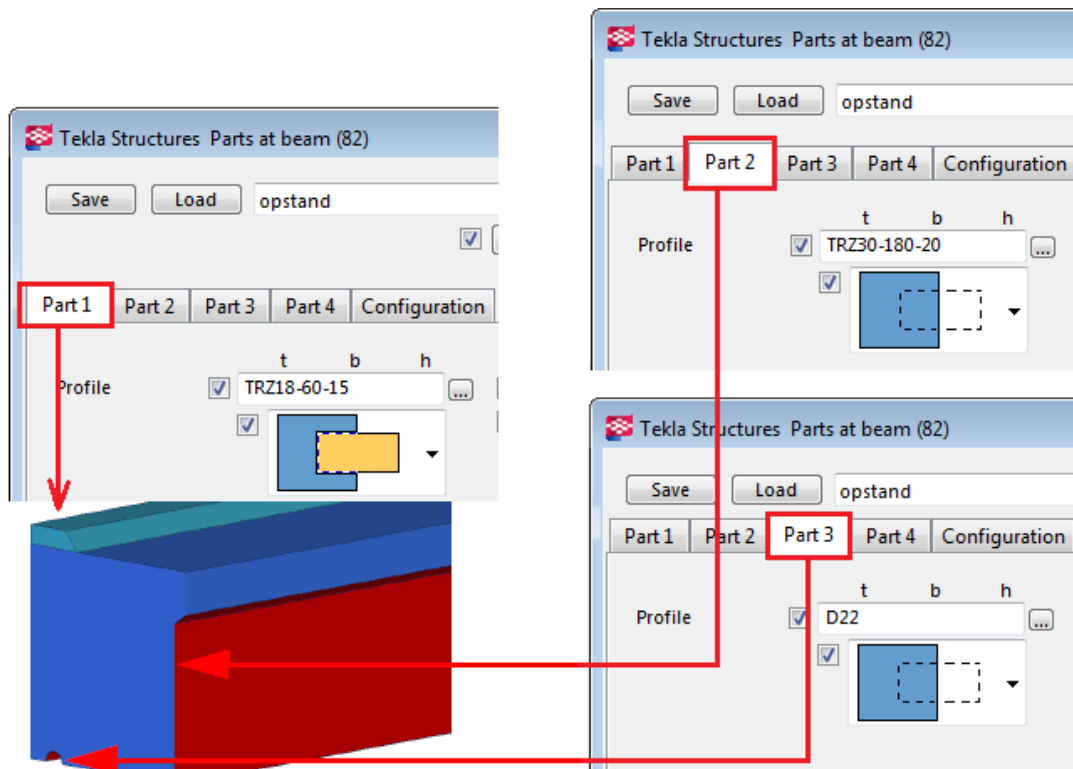 Tekla Structures Parts at beam (82)
Save Load opstand
Part 1 Part 2 Part 3 Part 4 Configuration
t b h
Profile TRZ30-180-20 ...
Tekla Structures Parts at beam (82)
Save Load opstand
Part 1 Part 2 Part 3 Part 4 Configuration
t b h
Profile TRZ18-60-15 ...
Tekla Structures Parts at beam (82)
Save Load opstand
Part 1 Part 2 Part 3 Part 4 Configuration
t b h
Profile D22 ...